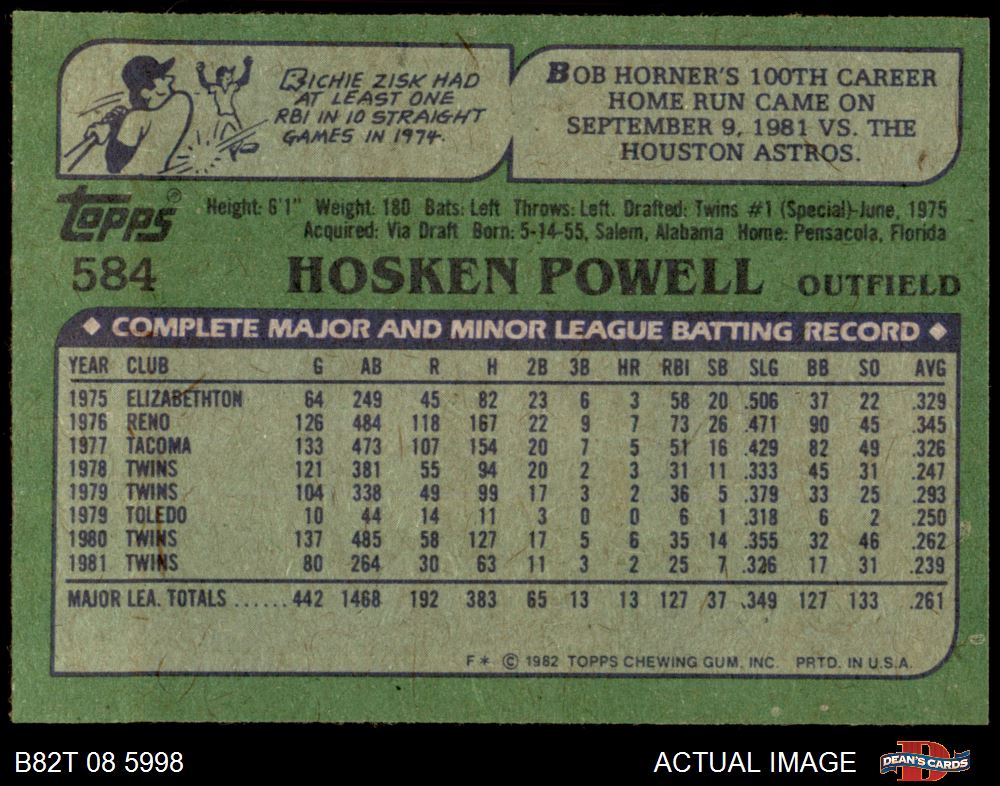 RICHIE ZISK HAD
AT LEAST ONE
RBI IN 10 STRAIGHT
GAMES IN 1974.
BOB HORNER'S 100TH CAREER
HOME RUN CAME ON
SEPTEMBER 9, 1981 VS. THE
HOUSTON ASTROS.
topps®
Height: 6'1" Weight: 180 Bats: Left Throws: Left. Drafted: Twins #1 (Special)-June, 1975
Acquired: Via Draft Born: 5-14-55, Salem, Alabama Home: Pensacola, Florida
584 HOSKEN POWELL OUTFIELD
◆ COMPLETE MAJOR AND MINOR LEAGUE BATTING RECORD ◆
YEAR CLUB G AB R H 2B 3B HR RBI SB SLG BB SO AVG
1975 ELIZABETHTON 64 249 45 82 23 6 3 58 20 .506 37 22 .329
1976 RENO 126 484 118 167 22 9 7 73 26 .471 90 45 .345
1977 TACOMA 133 473 107 154 20 7 5 51 16 .429 82 49 .326
1978 TWINS 121 381 55 94 20 2 3 31 11 .333 45 31 .247
1979 TWINS 104 338 49 99 17 3 2 36 5 .379 33 25 .293
1979 TOLEDO 10 44 14 11 3 0 0 6 1 .318 6 2 .250
1980 TWINS 137 485 58 127 17 5 6 35 14 .355 32 46 .262
1981 TWINS 80 264 30 63 11 3 2 25 7 .326 17 31 .239
MAJOR LEA. TOTALS ......442 1468 192 383 65 13 13 127 37 .349 127 133 .261
F* © 1982 TOPPS CHEWING GUM, INC. PRTD. IN U.S.A.
B82T 08 5998 ACTUAL IMAGE D DEAN'S CARDS